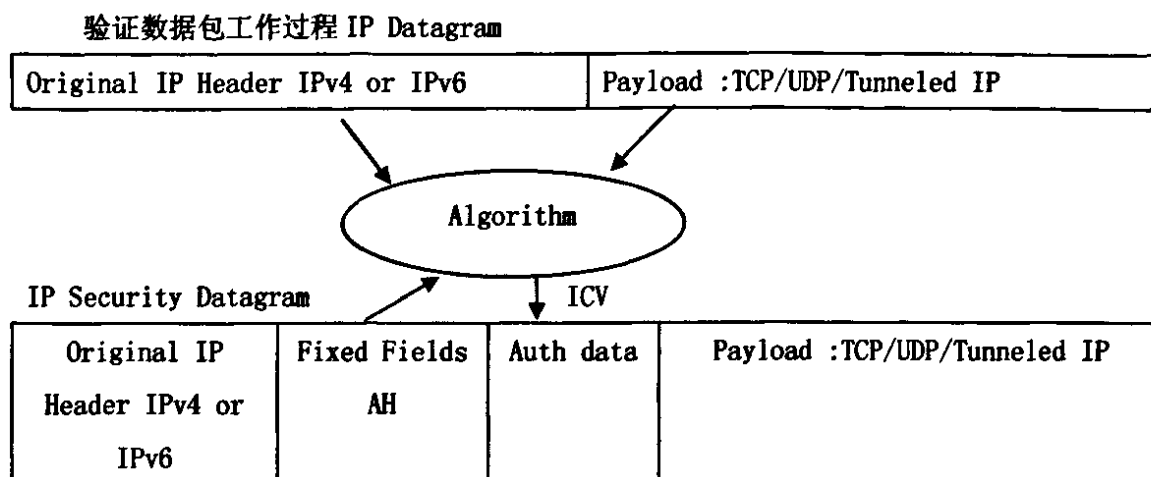 验证数据包工作过程 IP Datagram
Original IP Header IPv4 or IPv6
Payload :TCP/UDP/Tunneled IP
Algorithm
ICV
IP Security Datagram
Original IP
Header IPv4 or
IPv6
Fixed Fields
AH
Auth data
Payload :TCP/UDP/Tunneled IP